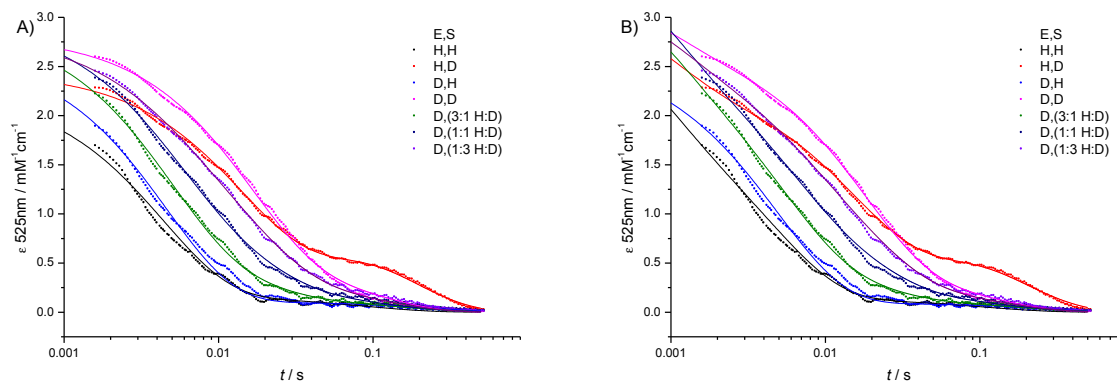 A)
3.0
2.5
2.0
1.5
1.0
0.5
0.0
ε 525nm / mM⁻¹cm⁻¹
0.001
0.01
0.1
t / s
E,S
H,H
H,D
D,H
D,D
D,(3:1 H:D)
D,(1:1 H:D)
D,(1:3 H:D)
B)
3.0
2.5
2.0
1.5
1.0
0.5
0.0
ε 525nm / mM⁻¹cm⁻¹
0.001
0.01
0.1
t / s
E,S
H,H
H,D
D,H
D,D
D,(3:1 H:D)
D,(1:1 H:D)
D,(1:3 H:D)